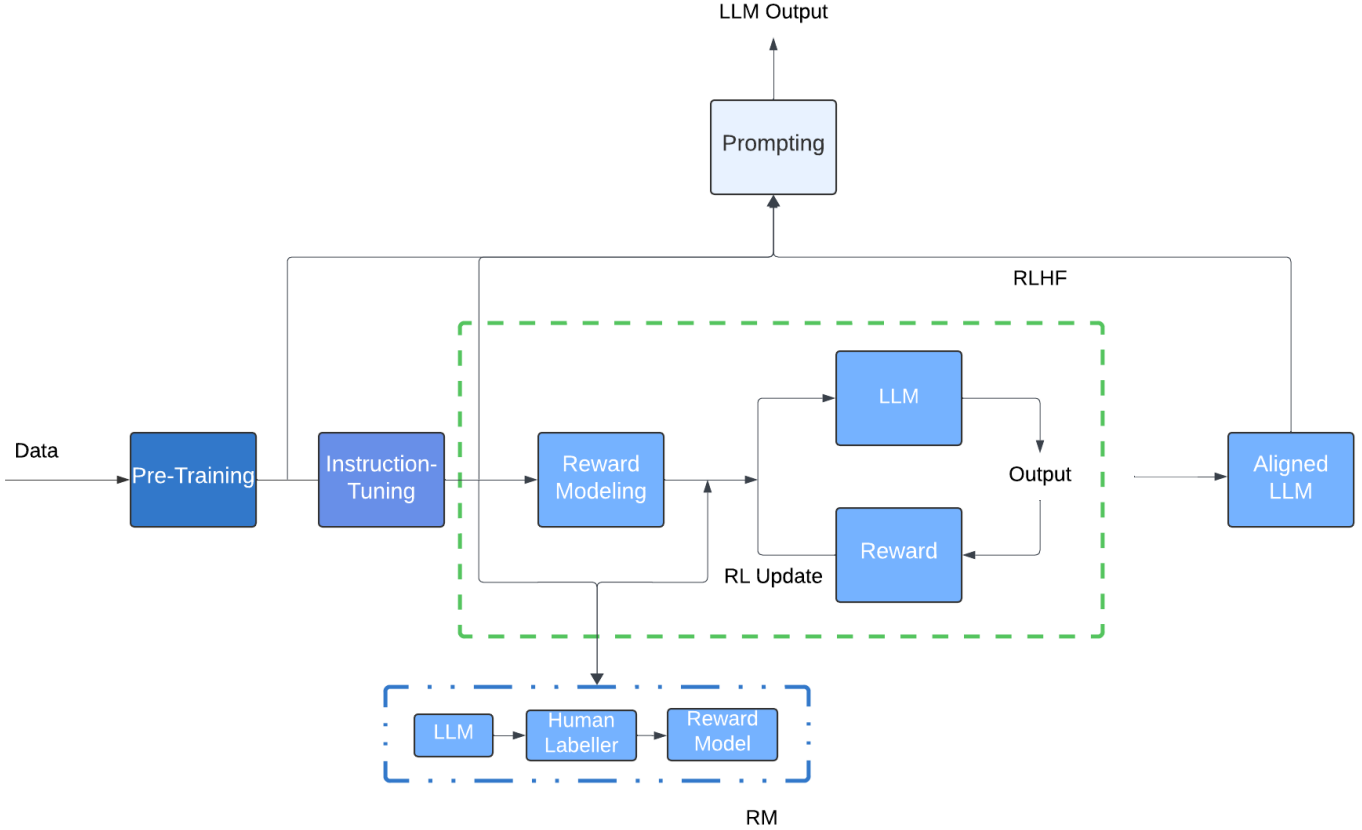 LLM Output
Prompting
RLHF
Data
Pre-Training
Instruction-
Tuning
Reward
Modeling
LLM
Output
Reward
RL Update
Aligned
LLM
LLM
Human
Labeller
Reward
Model
RM